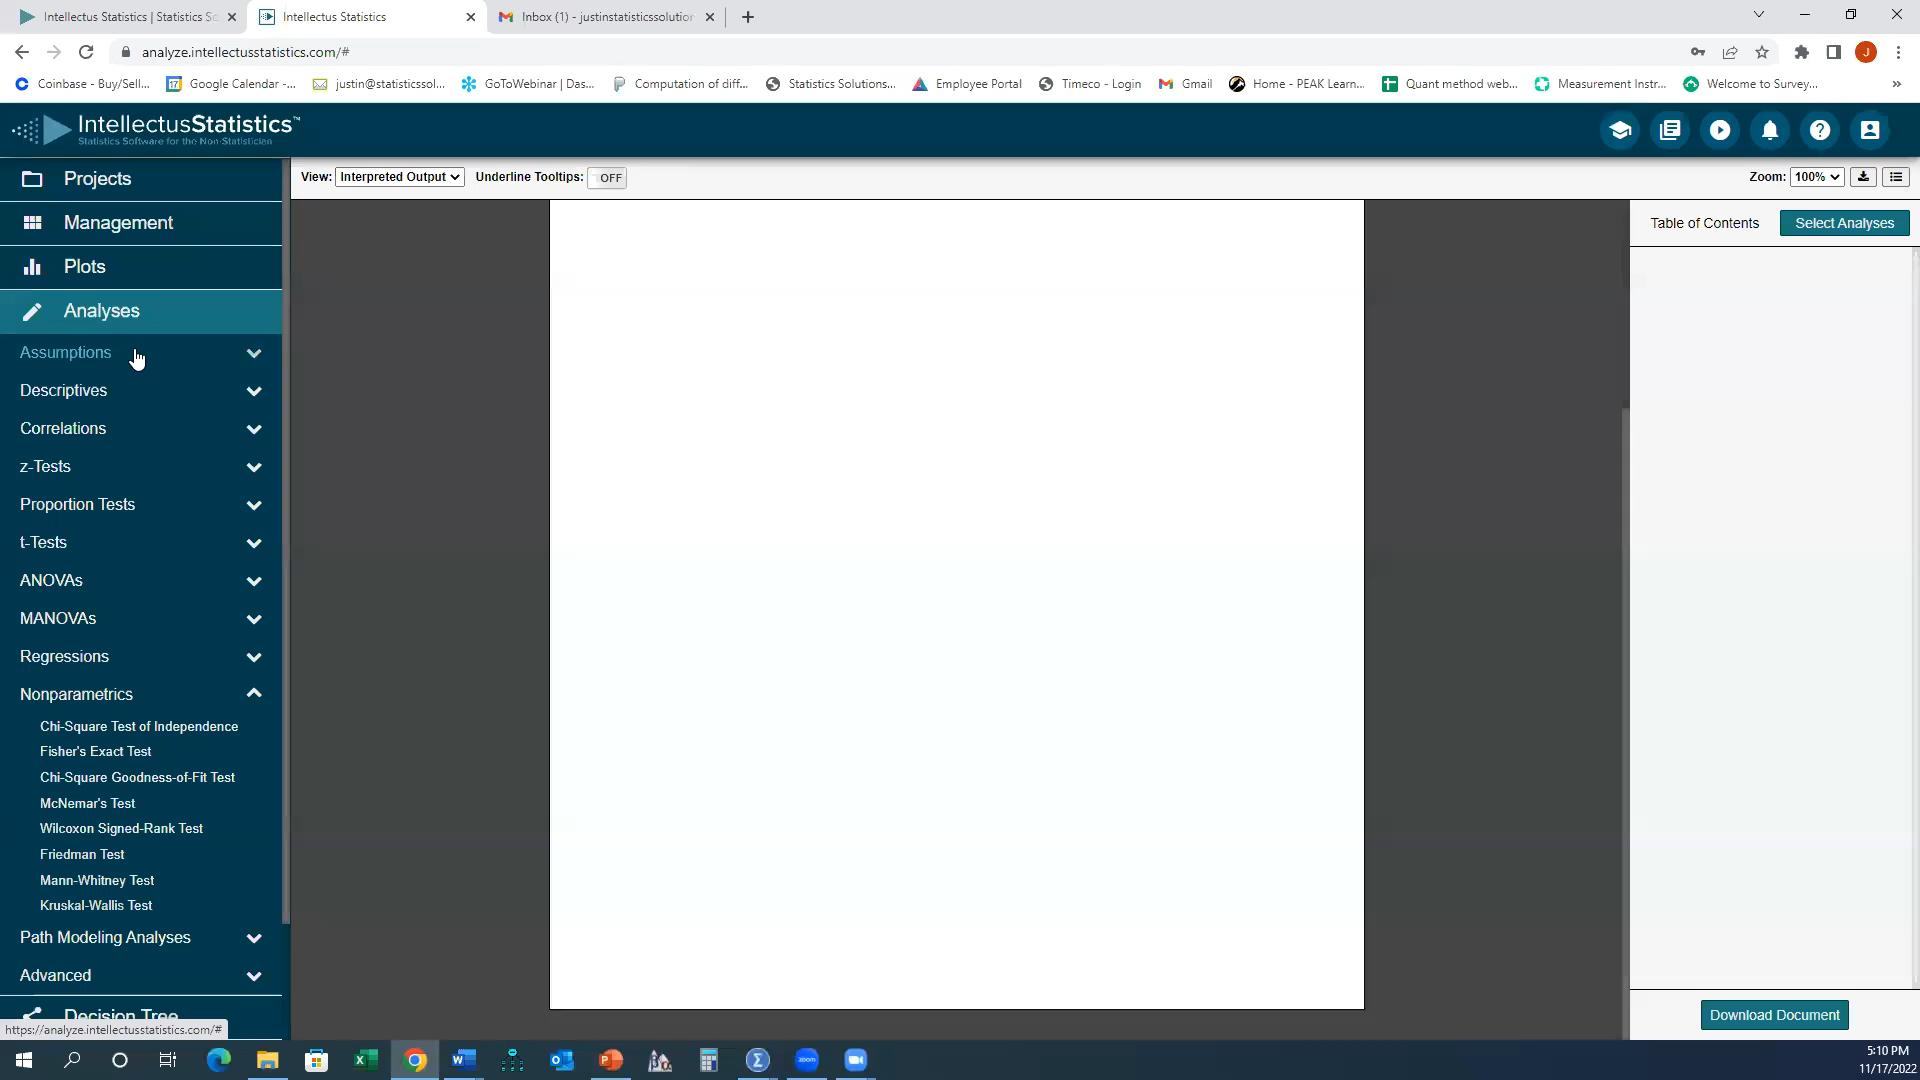 Intellectus Statistics | Statistics So
Intellectus Statistics
Inbox (1) - justinstatisticssolution
analyze.intellectusstatistics.com/#
Coinbase - Buy/Sell...
Google Calendar -...
justin@statisticssol...
GoToWebinar | Das...
Computation of diff...
Statistics Solutions...
Employee Portal
Timeco - Login
Gmail
Home - PEAK Learn...
Quant method web...
Measurement Instr...
Welcome to Survey...
»
IntellectusStatistics™
Statistics Software for the Non-Statistician
Projects
Management
Plots
Analyses
Assumptions
Descriptives
Correlations
z-Tests
Proportion Tests
t-Tests
ANOVAs
MANOVAs
Regressions
Nonparametrics
Chi-Square Test of Independence
Fisher's Exact Test
Chi-Square Goodness-of-Fit Test
McNemar's Test
Wilcoxon Signed-Rank Test
Friedman Test
Mann-Whitney Test
Kruskal-Wallis Test
Path Modeling Analyses
Advanced
Decision Tree
https://analyze.intellectusstatistics.com/#
View: Interpreted Output Underline Tooltips: OFF
Zoom: 100%
Table of Contents
Select Analyses
Download Document
5:10 PM
11/17/2022